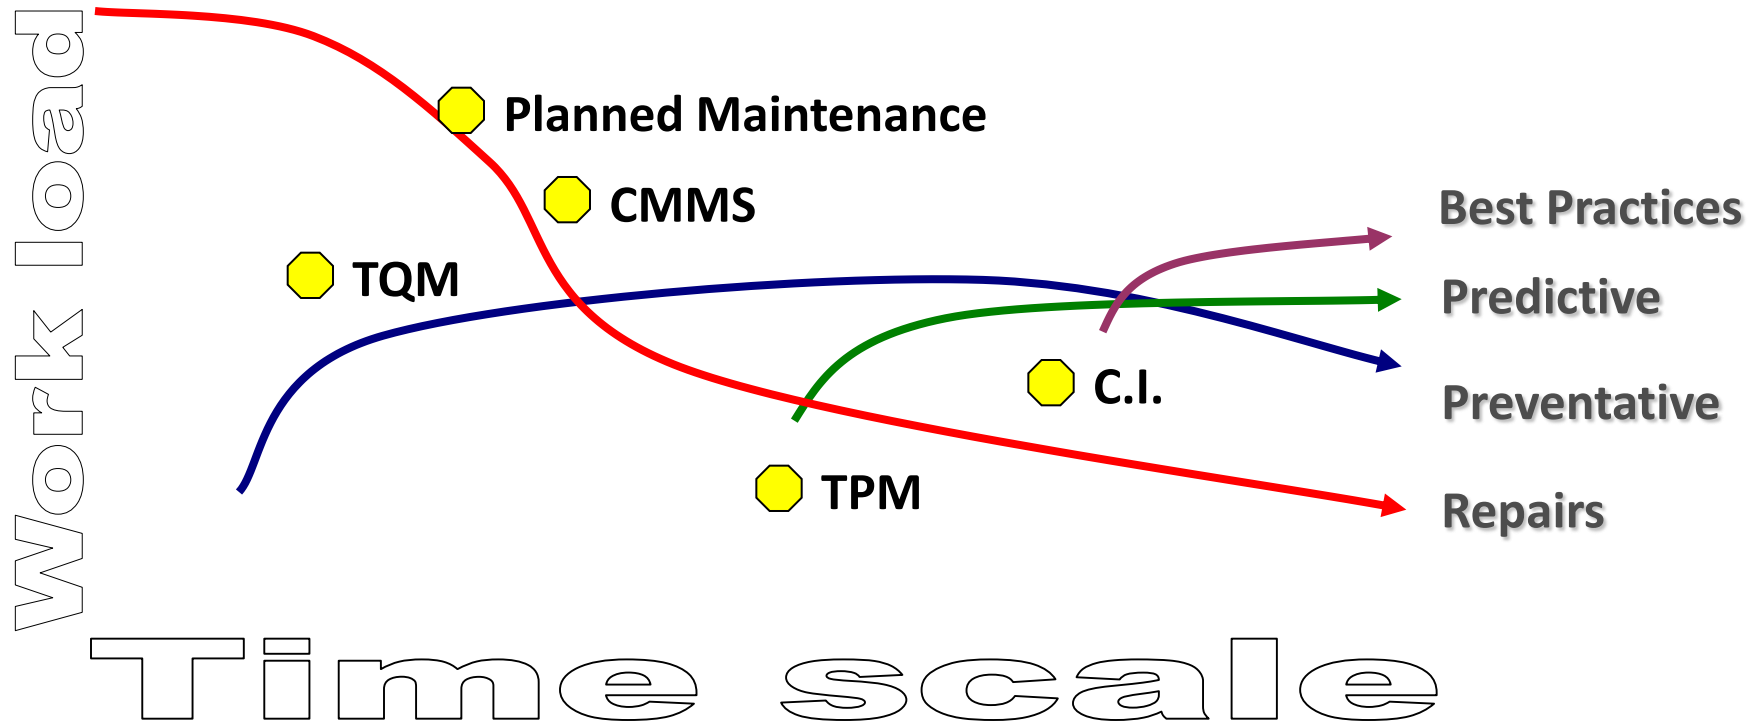 Work load
Planned Maintenance
CMMS
TQM
Best Practices
Predictive
C.I.
Preventative
TPM
Repairs
Time scale